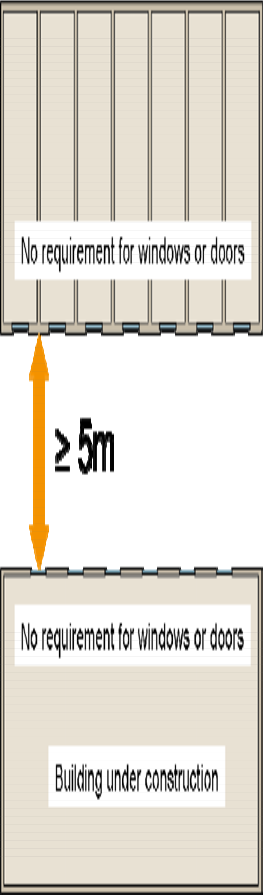 No requirement for windows or doors
≥ 5m
No requirement for windows or doors
Building under construction